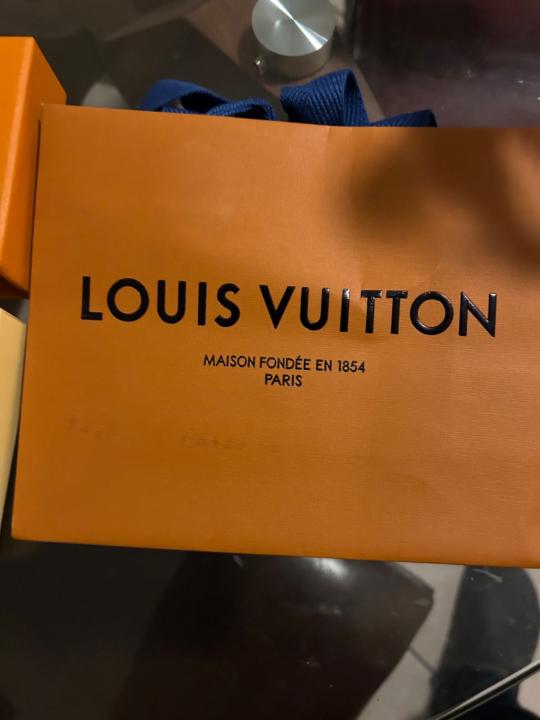 LOUIS VUITTON
MAISON FONDÉE EN 1854
PARIS